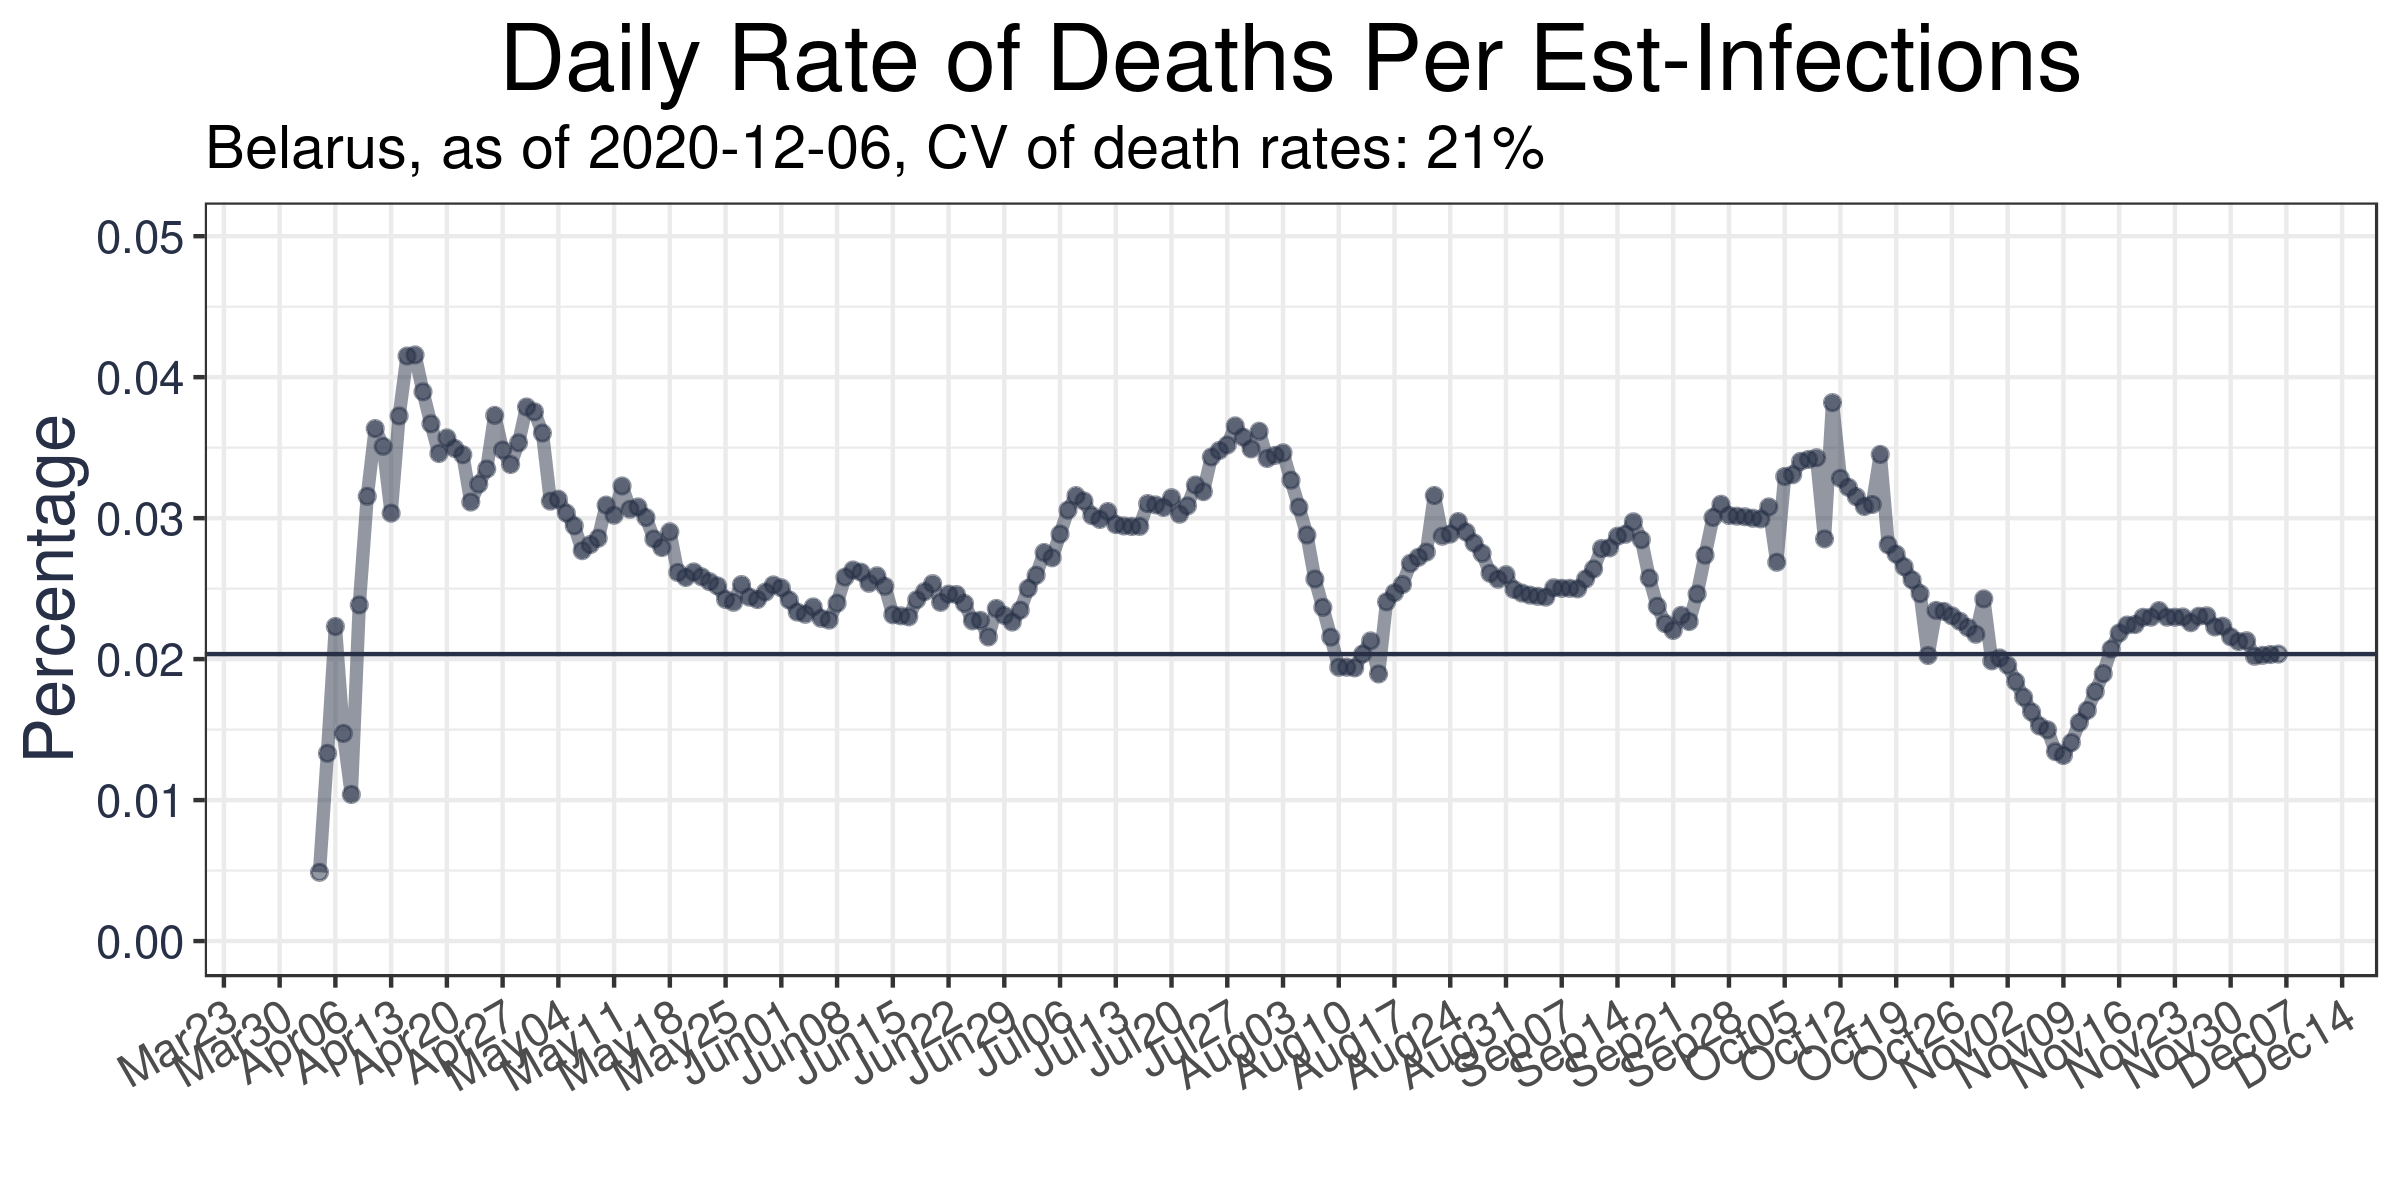 Daily Rate of Deaths Per Est-Infections
Belarus, as of 2020-12-06, CV of death rates: 21%
Percentage
0.05
0.04
0.03
0.02
0.01
0.00
Mar23
Mar30
Apr06
Apr13
Apr20
Apr27
May04
May11
May18
May25
Jun01
Jun08
Jun15
Jun22
Jun29
Jul06
Jul13
Jul20
Jul27
Aug03
Aug10
Aug17
Aug24
Aug31
Sep07
Sep14
Sep21
Sep28
Oct05
Oct12
Oct19
Oct26
Nov02
Nov09
Nov16
Nov23
Nov30
Dec07
Dec14